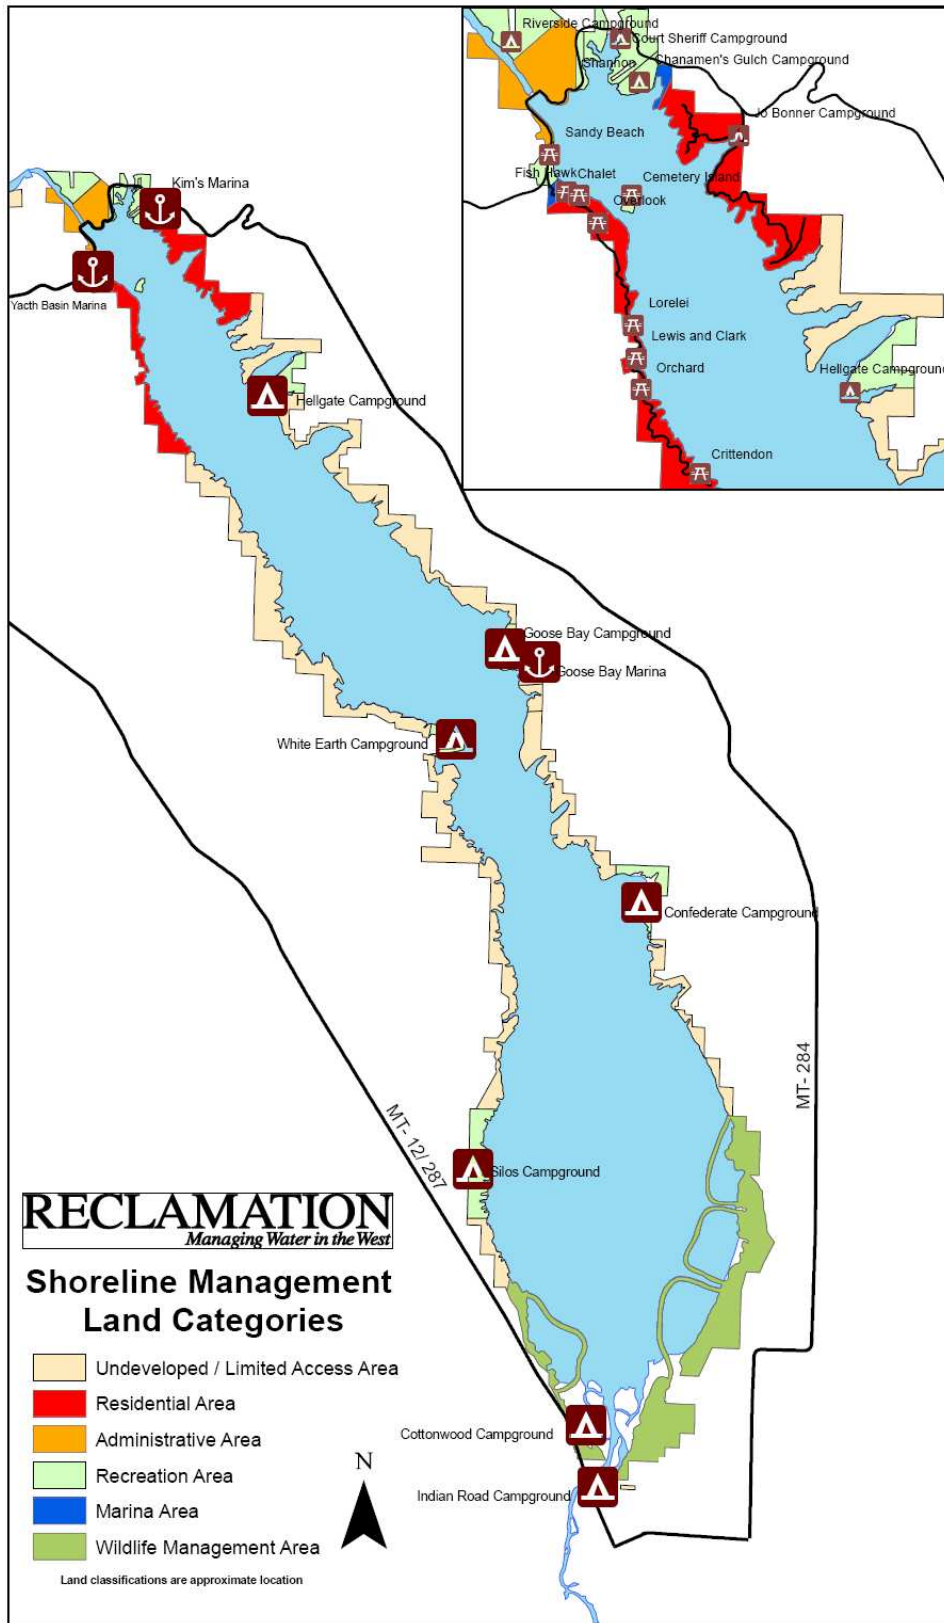 Riverside Campground
Court Sheriff Campground
Shannon
Chanamen's Gulch Campground
Jo Bonner Campground
Sandy Beach
Fish Hawk
Chalet
Cemetery Island
Overlook
Lorelei
Lewis and Clark
Orchard
Hellgate Campground
Crittendon
Kim's Marina
Yacth Basin Marina
Hellgate Campground
Goose Bay Campground
Goose Bay Marina
White Earth Campground
Confederate Campground
MT- 284
MT- 12/ 287
Silos Campground
RECLAMATION
Managing Water in the West
Shoreline Management
Land Categories
Undeveloped / Limited Access Area
Residential Area
Administrative Area
Recreation Area
Marina Area
Wildlife Management Area
Land classifications are approximate location
N
Cottonwood Campground
Indian Road Campground